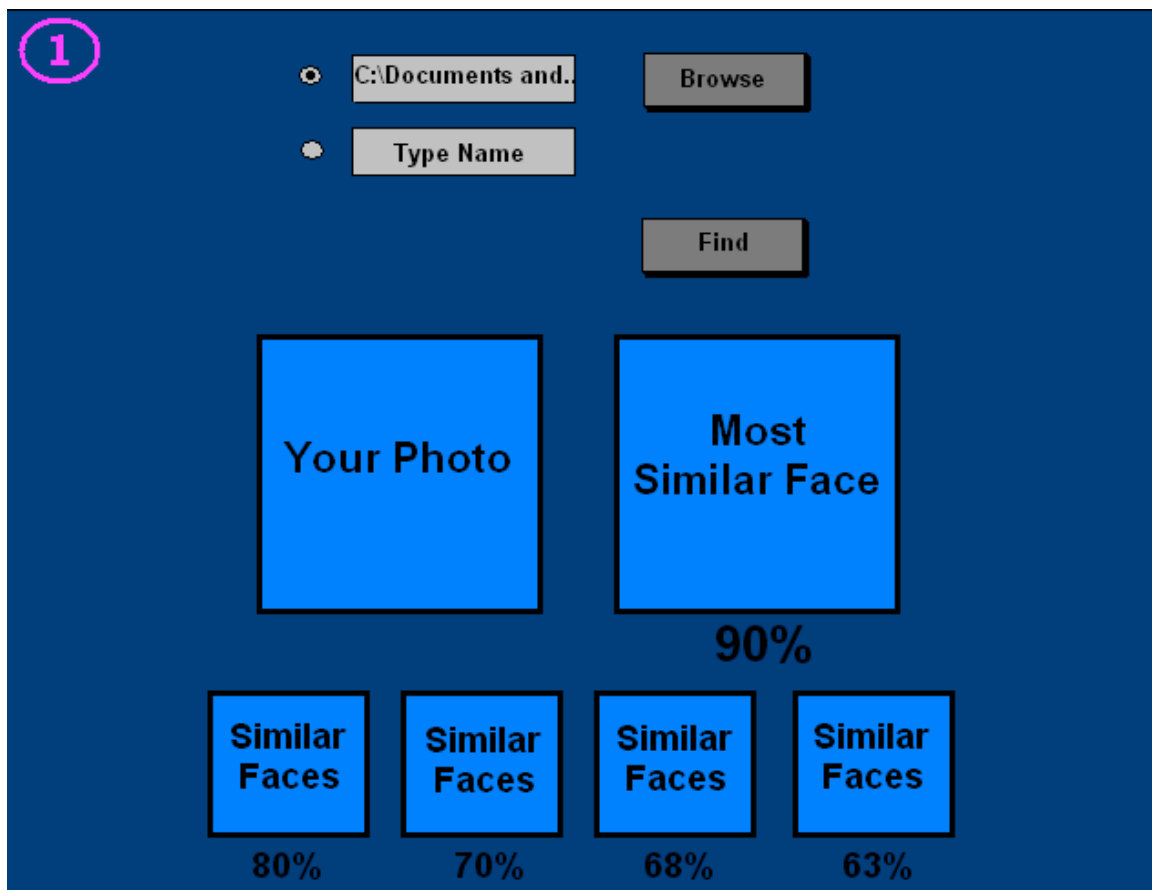 1
C:\Documents and..
Browse
Type Name
Find
Your Photo
Most
Similar Face
90%
Similar
Faces
Similar
Faces
Similar
Faces
Similar
Faces
80%
70%
68%
63%